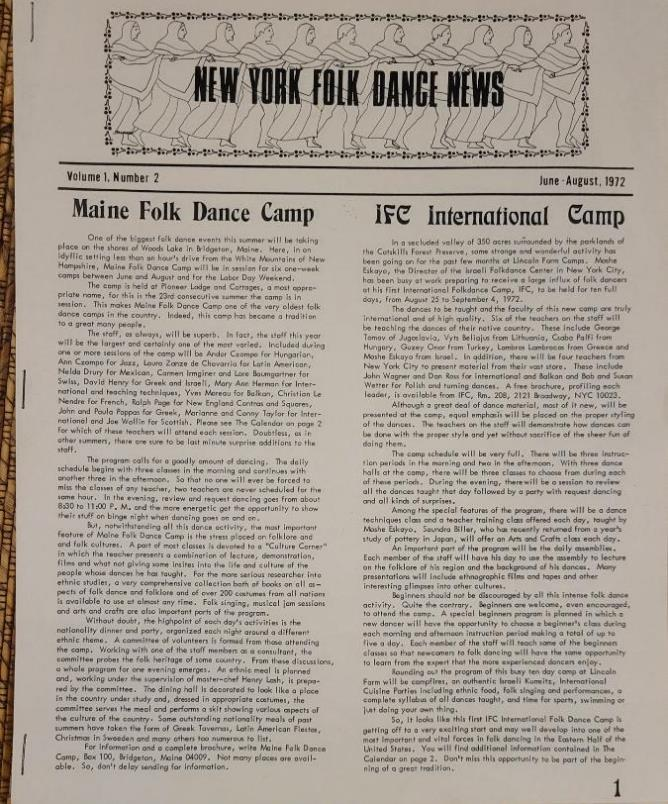 NEW YORK FOLK DANCE NEWS
Volume 1, Number 2
June - August, 1972
Maine Folk Dance Camp
One of the biggest folk dance events this summer will be taking
place on the shores of Woods Lake in Bridgton, Maine. Here, in an
idyllic setting less than an hour's drive from the White Mountains of New
Hampshire, Maine Folk Dance Camp will be in session for six one-week
camps between June and August and for the Labor Day Weekend.
The camp is held at Pioneer Lodge and Cottages, a most appro-
priate name, for this is the 23rd consecutive summer the camp is in
session. This makes Maine Dance Camp one of the very oldest folk
dance camps in the country. Indeed, this camp has become a tradition
to a great many people.
The staff, as always, will be superb. In fact, the staff this year
will be the largest and certainly one of the most varied. Included during
one or more sessions of the camp will be Andor Czompo for Hungarian,
Ann Czompo for Jazz, Laura Zanze de Chavarria for Latin American,
Nelda Drury for Mexican, Carmen Irminger and Lore Baumgartner for
Swiss, David Henry for Greek and Israeli, Mary Ann Herman for Inter-
national and teaching techniques, Yves Moreau for Balkan, Christian Le
Nendre for French, Ralph Page for New England Contras and Squares,
John and Paula Pappas for Greek, Marianne and Conny Taylor for Inter-
national and Joe Wallin for Scottish. Please see The Calendar on page 2
for which of these teachers will attend each session. Doubtless, as in
other summers, there are sure to be last minute surprise additions to the
staff.
The program calls for a goodly amount of dancing. The daily
schedule begins with three classes in the morning and continues with
another three in the afternoon. So that no one will ever be forced to
miss the classes of any teacher, two teachers are never scheduled for the
same hour. In the evening, review and request dancing goes from about
8:30 to 11:00 P. M. and the more energetic get the opportunity to show
their stuff on binge night when dancing goes on and on.
But, notwithstanding all this dance activity, the most important
feature of Maine Folk Dance Camp is the stress placed on folklore and
and folk cultures. A part of most classes is devoted to a "Culture Corner"
in which the teacher presents a combination of lecture, demonstration,
films and what not giving some insites into the life and culture of the
people whose dances he has taught. For the more serious researcher into
ethnic studies, a very comprehensive collection both of books on all as-
pects of folk dance and folklore and of over 200 costumes from all nations
is available to use at almost any time. Folk singing, musical jam sessions
and arts and crafts are also important parts of the program.
Without doubt, the highpoint of each day's activities is the
nationality dinner and party, organized each night around a different
ethnic theme. A committee of volunteers is formed from those attending
the camp. Working with one of the staff members as a consultant, the
committee probes the folk heritage of some country. From these discussions,
a whole program for one evening emerges. An ethnic meal is planned
and, working under the supervision of master-chef Henry Lash, is prepa-
red by the committee. The dining hall is decorated to look like a place
in the country under study and, dressed in appropriate costumes, the
committee serves the meal and perform a skit showing various aspects of
the culture of the country. Some outstanding nationality meals of past
summers have taken the form of Greek Tavernas, Latin American Fiestas,
Christmas in Swaeden and many others too numerous to list.
For information and a complete brochure, write Maine Folk Dance
Camp, Box 100, Bridgton, Maine 04009. Not many places are avail-
able. So, don't delay sending for information.
IFC International Camp
In a secluded valley of 350 acres surrounded by the parklands of
the Catskills Forest Preserve, some strange and wonderful activity has
been going on for the past few months at Lincoln Farm Camps. Moshe
Eskayo, the Director of the Israeli Folkdance Center in New York City,
has been busy at work preparing to receive a large influx of folk dancers
at his first International Folkdance Camp, IFC, to be held for ten full
days, from August 25 to September 4, 1972.
The dances to be taught and the faculty of this new camp are truly
international and of high quality. Six of the teachers on the staff will
be teaching the dances of their native country. These include George
Tomov of Jugoslavia, Vyts Beliajus from Lithuania, Csaba Palfi from
Hungary, Guzey Onor from Turkey, Lambros Lambrous from Greece and
Moshe Eskayo from Israel. In addition, there will be four teachers from
New York City to present material from their vast store. These include
John Wagner and Dan Ross for International and Balkan and Bob and Susan
Wetter for Polish and turning dances. A free brochure, profiling each
leader, is available from IFC, Rm. 208, 2121 Broadway, NYC 10023.
Although a great deal of dance material, most of it new, will be
presented at the camp, equal emphasis will be placed on the proper styling
of the dances. The teachers on the staff will demonstrate how dances can
be done with the proper style and yet without sacrifice of the sheer fun of
doing them.
The camp schedule will be very full. There will be three instruc-
tion periods in the morning and two in the afternoon. With three dance
halls at the camp, there will be three classes to choose from during each
of these periods. During the evening, there will be a session to review
all the dances taught that day followed by a party with request dancing
and all kinds of surprises.
Among the special features of the program, there will be a dance
techniques class and a teacher training class offered each day, taught by
Moshe Eskayo. Saundra Biller, who has recently returned from a year's
study of pottery in Japan, will offer an Arts and Crafts class each day.
An important part of the program will be the daily assemblies.
Each member of the staff will have his day to use the assembly to lecture
on the folklore of his region and the background of his dances. Many
presentations will include ethnographic films and tapes and other
interesting glimpses into other cultures.
Beginners should not be discouraged by all this intense folk dance
activity. Quite the contrary. Beginners are welcome, even encouraged,
to attend the camp. A special beginners program is planned in which a
new dancer will have the opportunity to choose a beginner's class during
each morning and afternoon instruction period making a total of up to
five a day. Each member of the staff will teach some of the beginners
classes so that newcomers to folk dancing will have the same opportunity
to learn from the expert that the more experienced dancers enjoy.
Rounding out the program of this busy ten day camp at Lincoln
Farm will be campfires, an authentic Israeli Kumsitz, International
Cuisine Parties including ethnic food, folk singing and performances, a
complete syllabus of all dances taught, and time for sports, swimming or
just doing your own thing.
So, it looks like this first IFC International Folk Dance Camp is
getting off to a very exciting start and may well develop into one of the
most important and vital forces in folk dancing in the Eastern Half of the
United States. You will find additional information contained in The
Calendar on page 2. Don't miss this opportunity to be part of the begin-
ning of a great tradition.
1